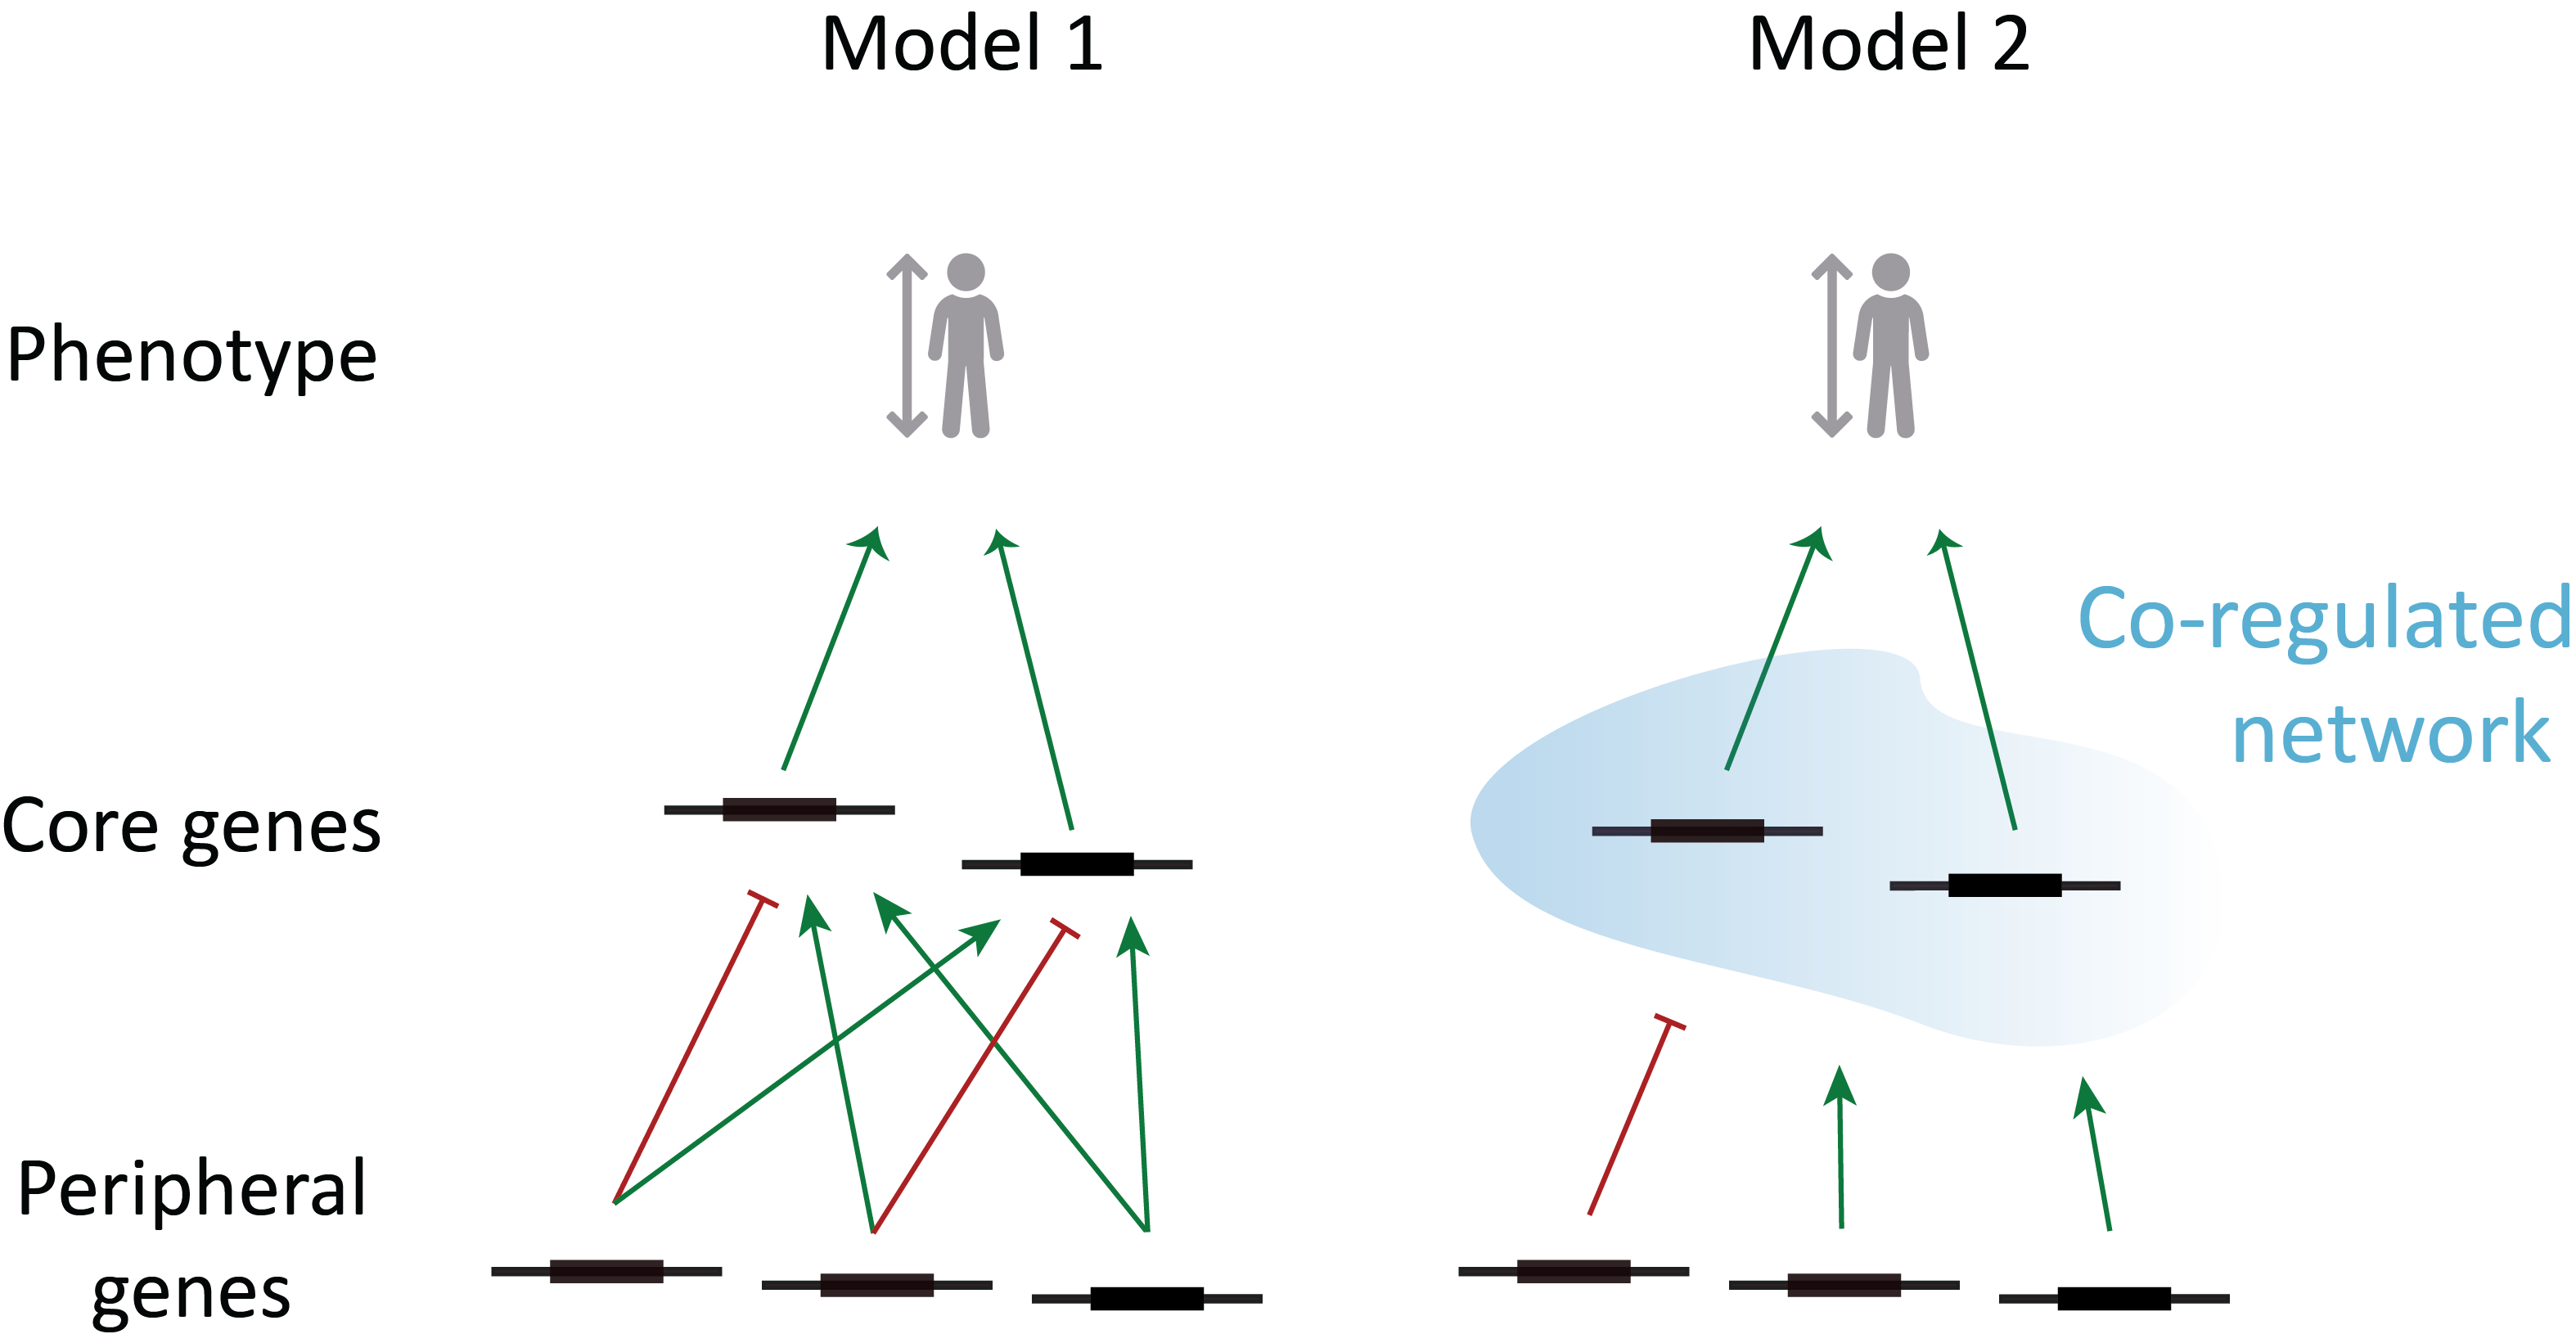 Model 1
Model 2
Phenotype
Co-regulated
network
Core genes
Peripheral
genes